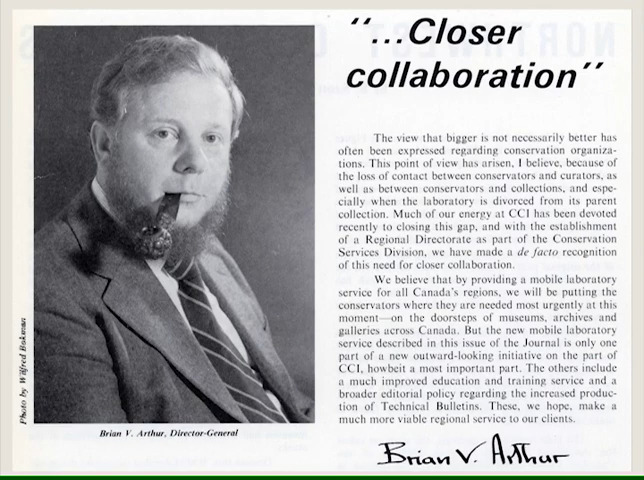 "...Closer
collaboration"
The view that bigger is not necessarily better has
often been expressed regarding conservation organiza-
tions. This point of view has arisen, I believe, because of
the loss of contact between conservators and curators, as
well as between conservators and collections, and espe-
cially when the laboratory is divorced from its parent
collection. Much of our energy at CCI has been devoted
recently to closing this gap, and with the establishment
of a Regional Directorate as part of the Conservation
Services Division, we have made a de facto recognition
of this need for closer collaboration.
We believe that by providing a mobile laboratory
service for all Canada's regions, we will be putting the
conservators where they are needed most urgently at this
moment—on the doorsteps of museums, archives and
galleries across Canada. But the new mobile laboratory
service described in this issue of the Journal is only one
part of a new outward-looking initiative on the part of
CCI, howbeit a most important part. The others include
a much improved education and training service and a
broader editorial policy regarding the increased produc-
tion of Technical Bulletins. These, we hope, make a
much more viable regional service to our clients.
Brian V. Arthur
Photo by Wilfred Bokman
Brian V. Arthur, Director-General